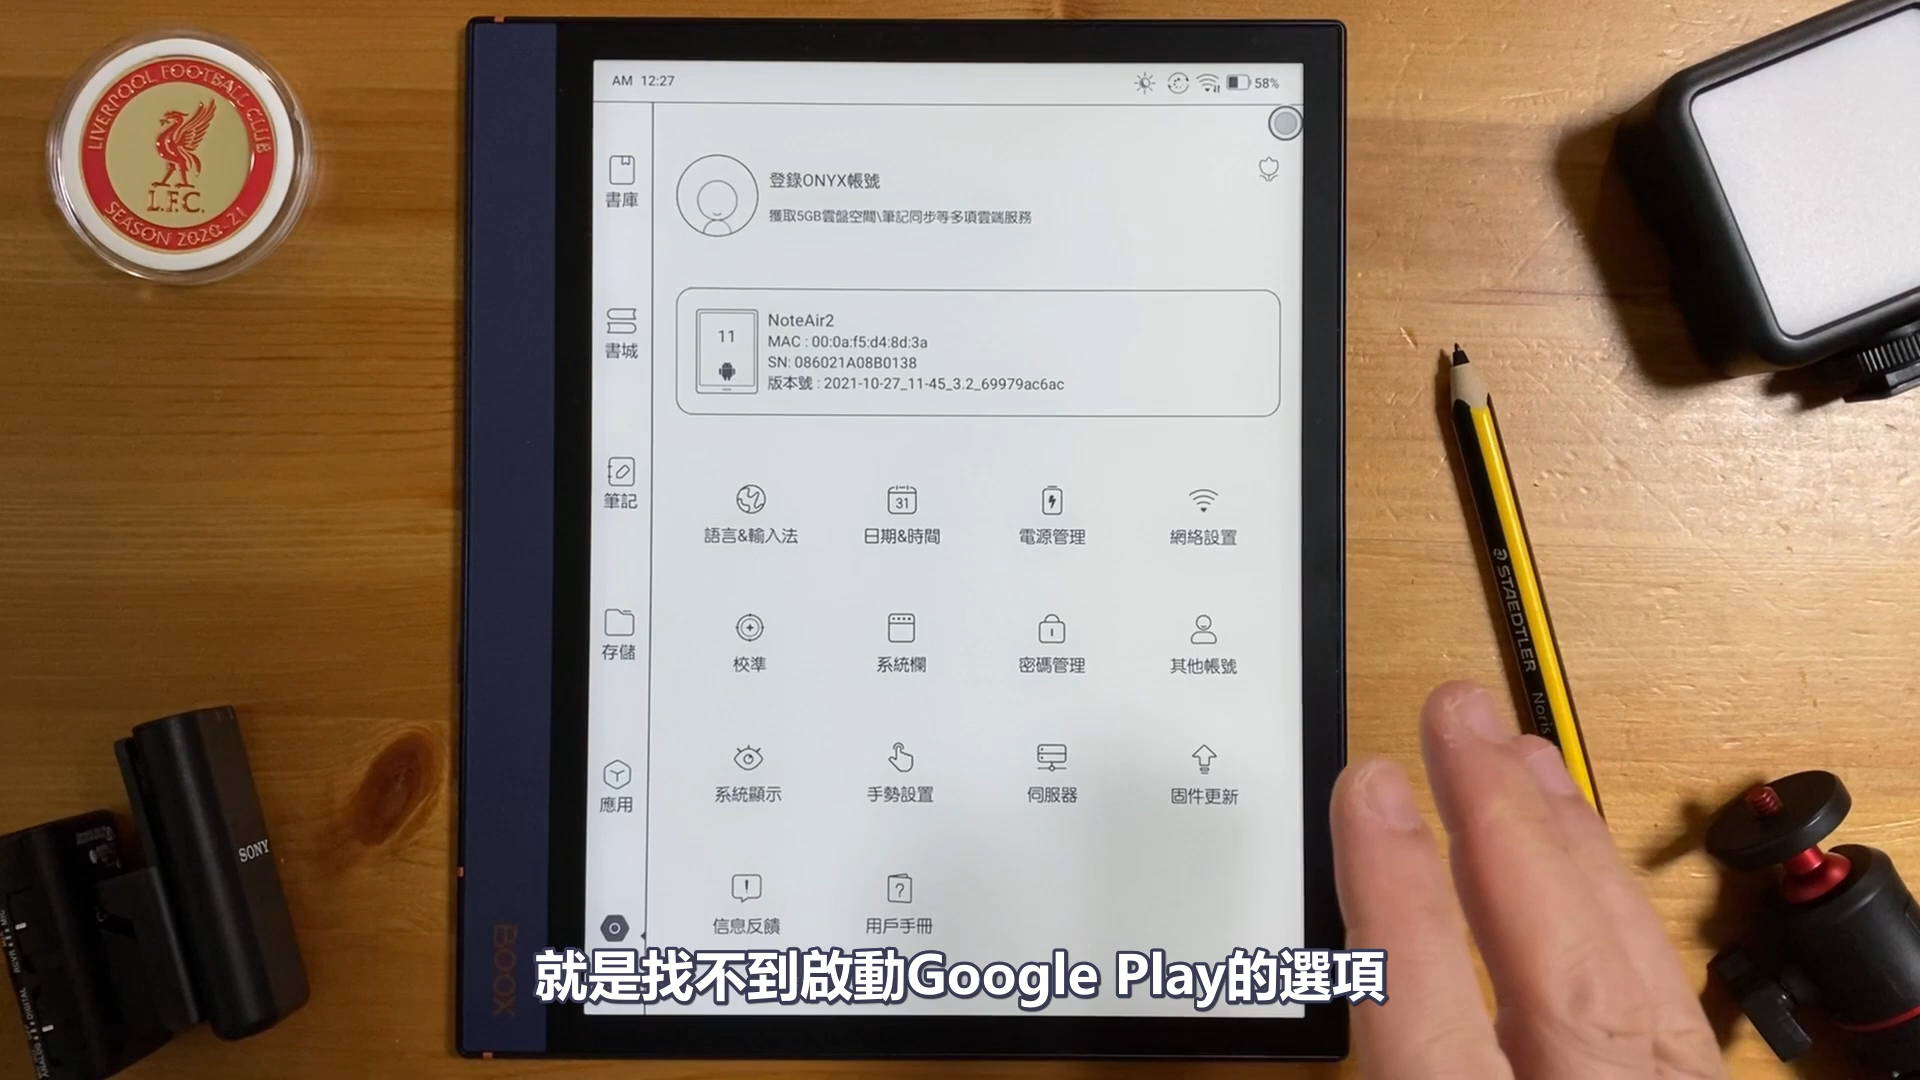 LIVERPOOL FOOTBALL CLUB
L.F.C.
SEASON 2020-21
AM 12:27
58%
書庫
登錄ONYX帳號
獲取5GB雲盤空間\筆記同步等多項雲端服務
書城
11
NoteAir2
MAC : 00:0a:f5:d4:8d:3a
SN: 086021A08B0138
版本號 : 2021-10-27_11-45_3.2_69979ac6ac
筆記
31
語言&輸入法
日期&時間
電源管理
網絡設置
存儲
校準
系統欄
密碼管理
其他帳號
應用
系統顯示
手勢設置
伺服器
固件更新
信息反饋
用戶手冊
STAEDTLER Noris
SONY
BOOX
就是找不到啟動Google Play的選項